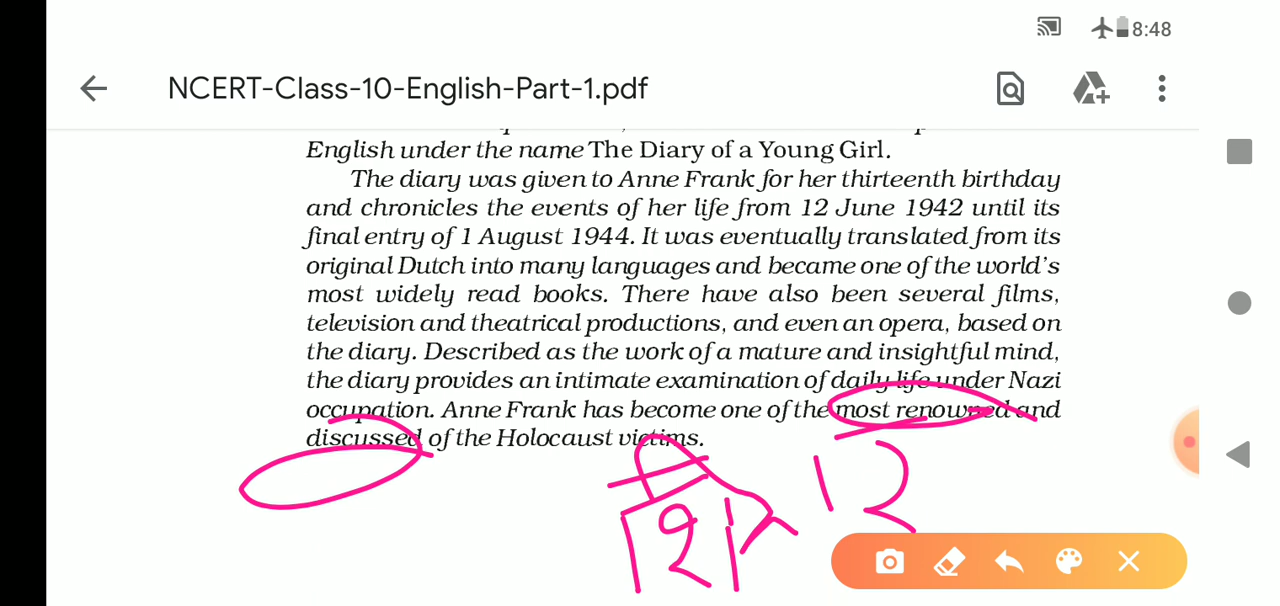 8:48
NCERT-Class-10-English-Part-1.pdf
English under the name The Diary of a Young Girl.
The diary was given to Anne Frank for her thirteenth birthday
and chronicles the events of her life from 12 June 1942 until its
final entry of 1 August 1944. It was eventually translated from its
original Dutch into many languages and became one of the world's
most widely read books. There have also been several films,
television and theatrical productions, and even an opera, based on
the diary. Described as the work of a mature and insightful mind,
the diary provides an intimate examination of daily life under Nazi
occupation. Anne Frank has become one of the most renowned and
discussed of the Holocaust victims.